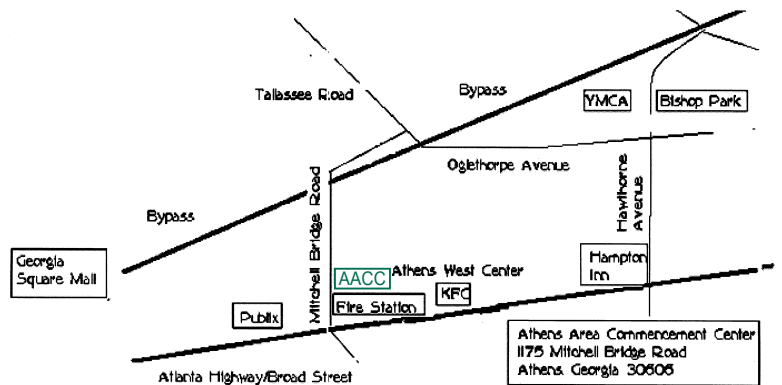 Tallassee Road
Bypass
YMCA
Bishop Park
Oglethorpe Avenue
Hawthorne
Avenue
Mitchell Bridge Road
Bypass
Georgia
Square Mall
AACC
Athens West Center
Hampton
Inn
KFC
Fire Station
Publix
Athens Area Commencement Center
1175 Mitchell Bridge Road
Athens, Georgia 30606
Atlanta Highway/Broad Street